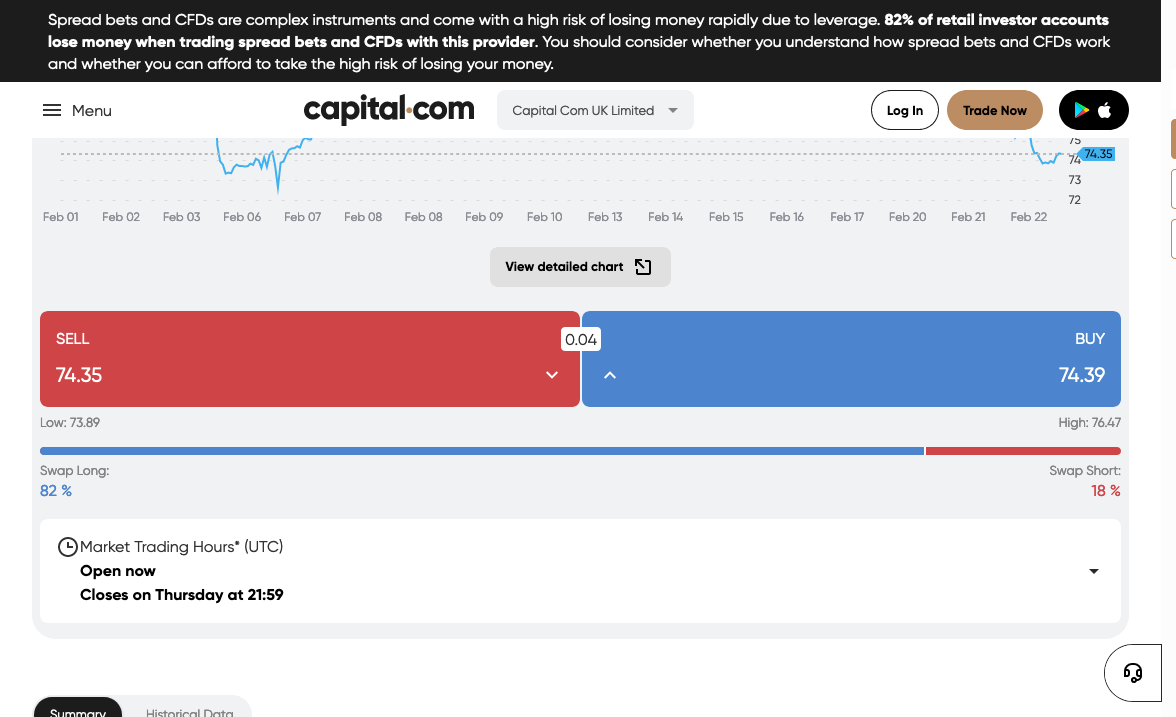 Spread bets and CFDs are complex instruments and come with a high risk of losing money rapidly due to leverage. 82% of retail investor accounts
lose money when trading spread bets and CFDs with this provider. You should consider whether you understand how spread bets and CFDs work
and whether you can afford to take the high risk of losing your money.
Menu
capital.com
Capital Com UK Limited
Log In
Trade Now
75
74.35
74
73
72
Feb 01 Feb 02 Feb 03 Feb 06 Feb 07 Feb 08 Feb 08 Feb 09 Feb 10 Feb 13 Feb 14 Feb 15 Feb 16 Feb 17 Feb 20 Feb 21 Feb 22
View detailed chart
SELL
74.35
0.04
BUY
74.39
Low: 73.89
High: 76.47
Swap Long:
82 %
Swap Short:
18 %
Market Trading Hours* (UTC)
Open now
Closes on Thursday at 21:59
Summary
Historical Data